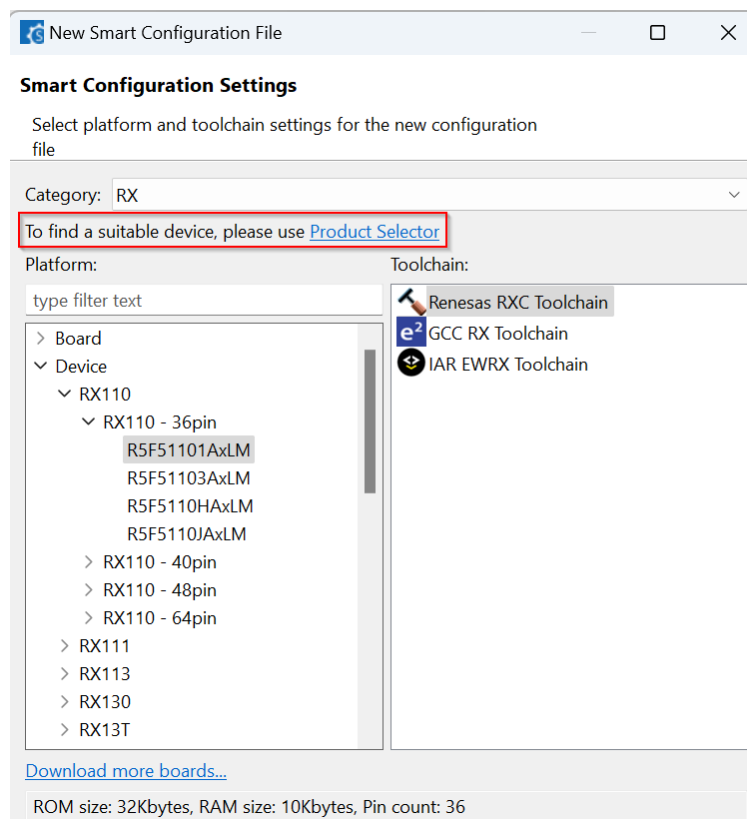 New Smart Configuration File
Smart Configuration Settings
Select platform and toolchain settings for the new configuration
file
Category: RX
To find a suitable device, please use Product Selector
Platform:
type filter text
Board
Device
RX110
RX110 - 36pin
R5F51101AxLM
R5F51103AxLM
R5F5110HAxLM
R5F5110JAxLM
RX110 - 40pin
RX110 - 48pin
RX110 - 64pin
RX111
RX113
RX130
RX13T
Toolchain:
Renesas RXC Toolchain
e² GCC RX Toolchain
IAR EWRX Toolchain
Download more boards...
ROM size: 32Kbytes, RAM size: 10Kbytes, Pin count: 36